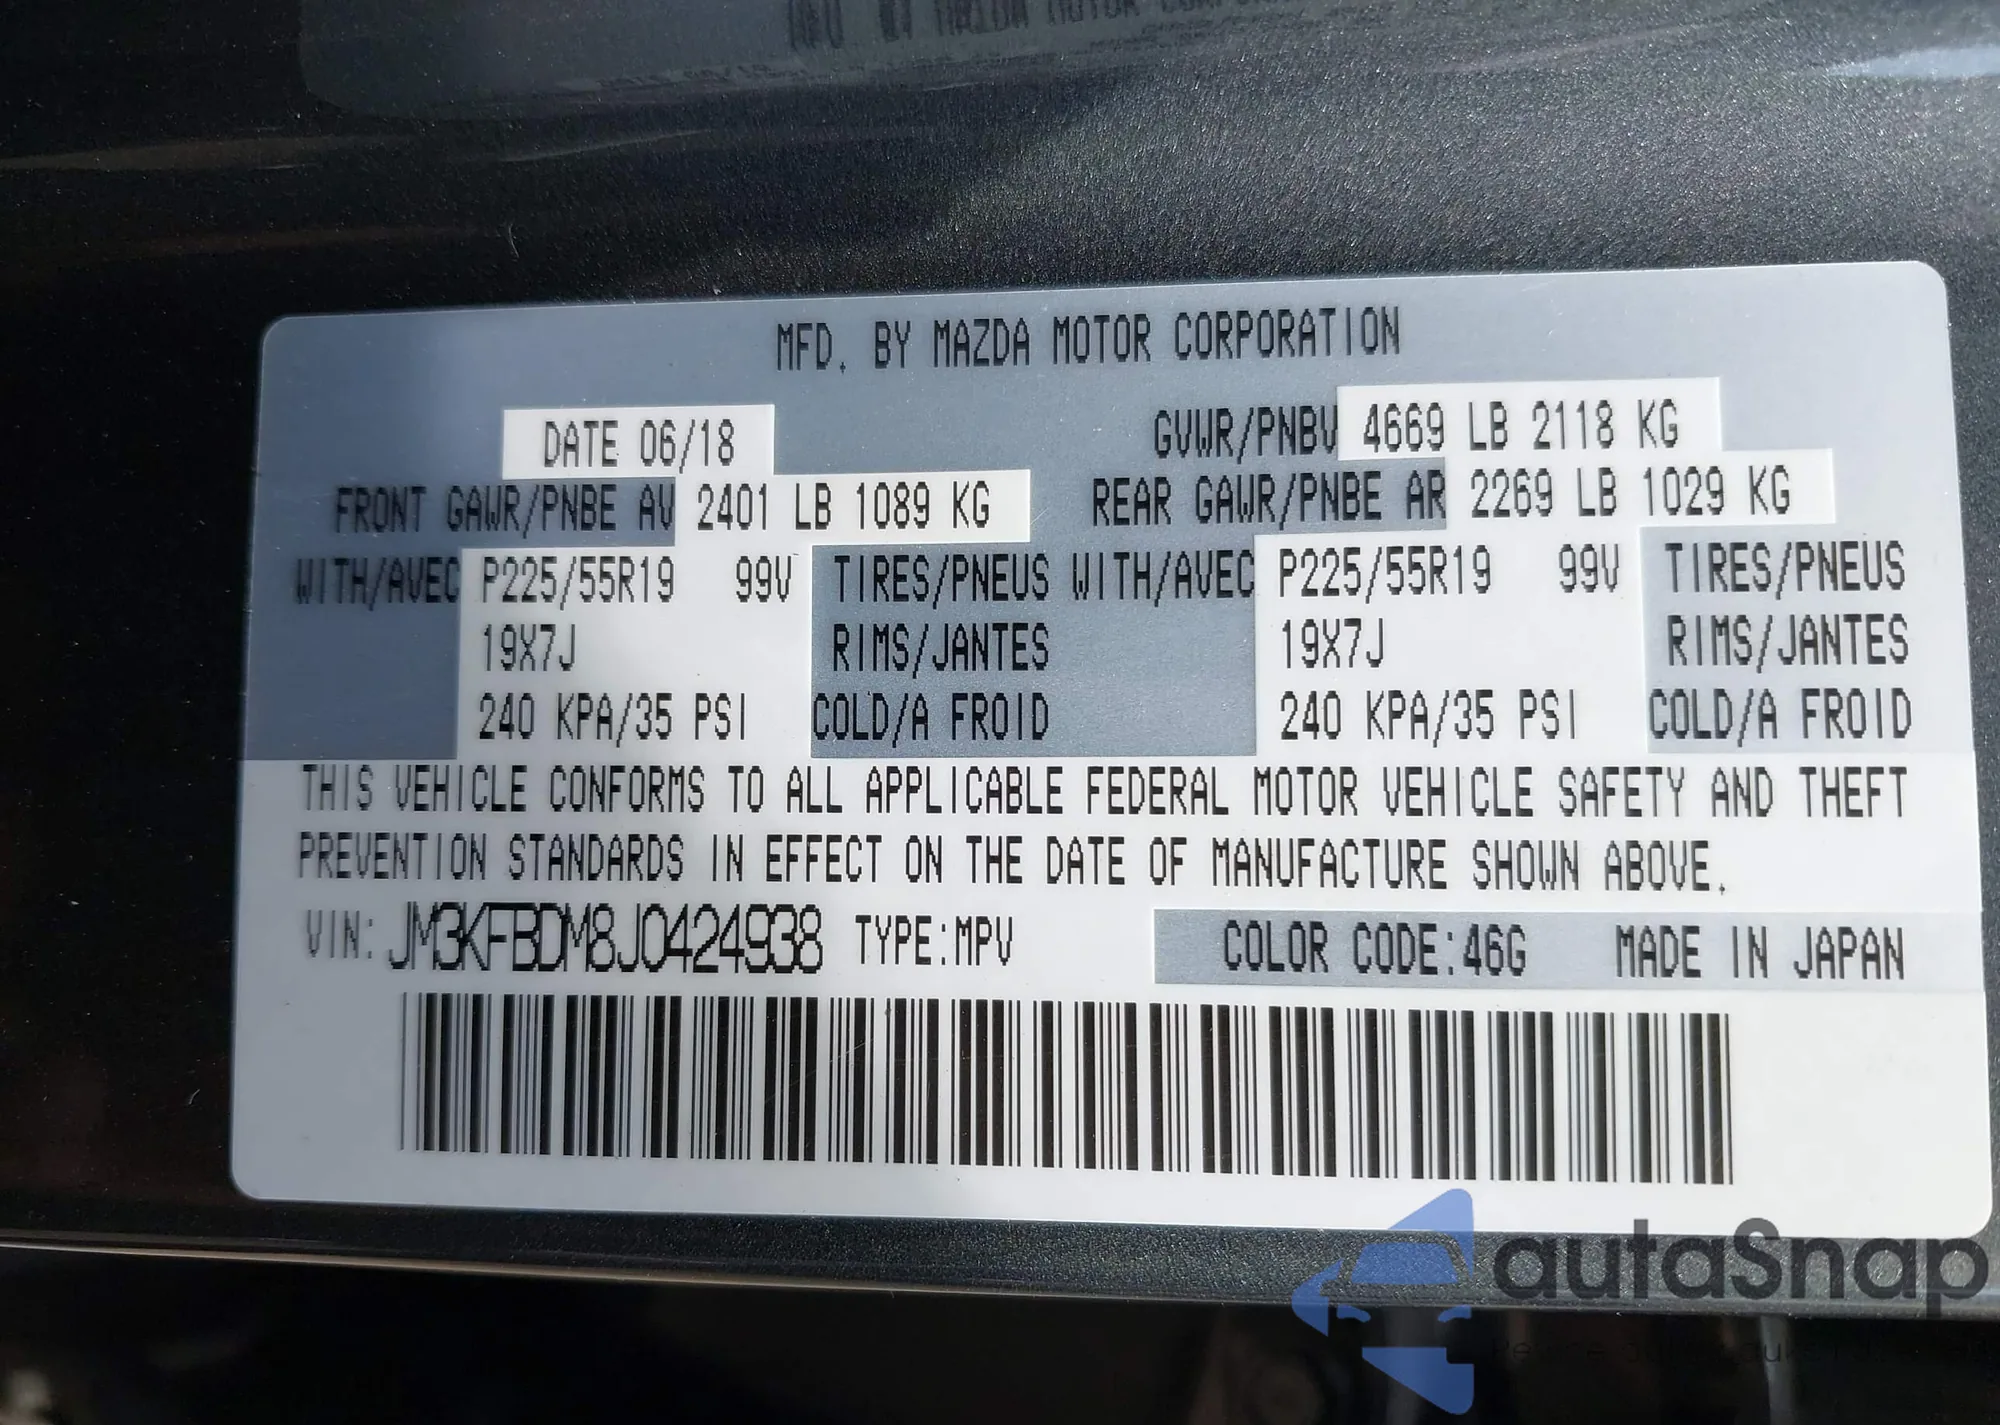 MFD. BY MAZDA MOTOR CORPORATION
DATE 06/18 GVWR/PNBV 4669 LB 2118 KG
FRONT GAWR/PNBE AV 2401 LB 1089 KG REAR GAWR/PNBE AR 2269 LB 1029 KG
WITH/AVEC P225/55R19 99V TIRES/PNEUS WITH/AVEC P225/55R19 99V TIRES/PNEUS
19X7J RIMS/JANTES 19X7J RIMS/JANTES
240 KPA/35 PSI COLD/A FROID 240 KPA/35 PSI COLD/A FROID
THIS VEHICLE CONFORMS TO ALL APPLICABLE FEDERAL MOTOR VEHICLE SAFETY AND THEFT
PREVENTION STANDARDS IN EFFECT ON THE DATE OF MANUFACTURE SHOWN ABOVE.
VIN: JM3KFBDM8J0424938 TYPE:MPV COLOR CODE:46G MADE IN JAPAN
autaSnap